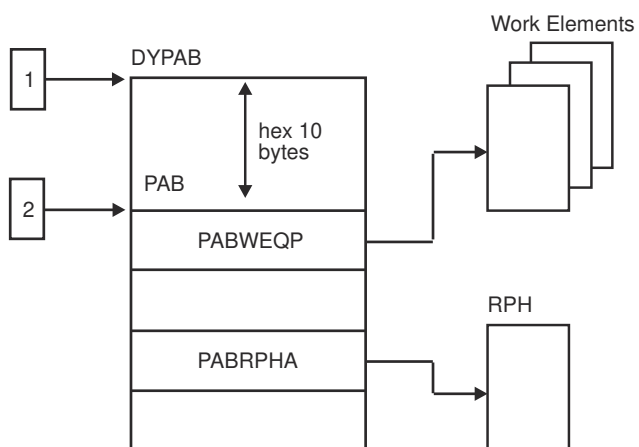 Work Elements
DYPAB
1
hex 10
bytes
PAB
2
PABWEQP
RPH
PABRPHA